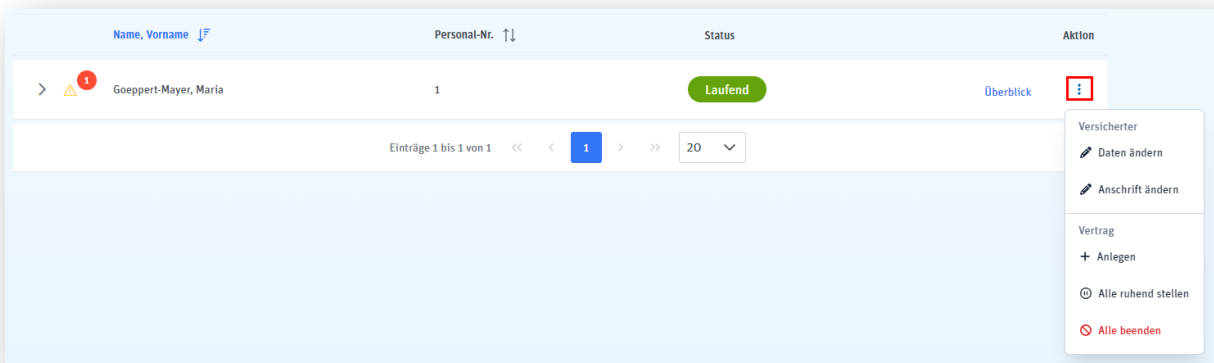 Name, Vorname Personal-Nr. Status Aktion
1
Goeppert-Mayer, Maria 1 Laufend Überblick
Einträge 1 bis 1 von 1 << < 1 > >> 20
Versicherter
Daten ändern
Anschrift ändern
Vertrag
+ Anlegen
Alle ruhend stellen
Alle beenden